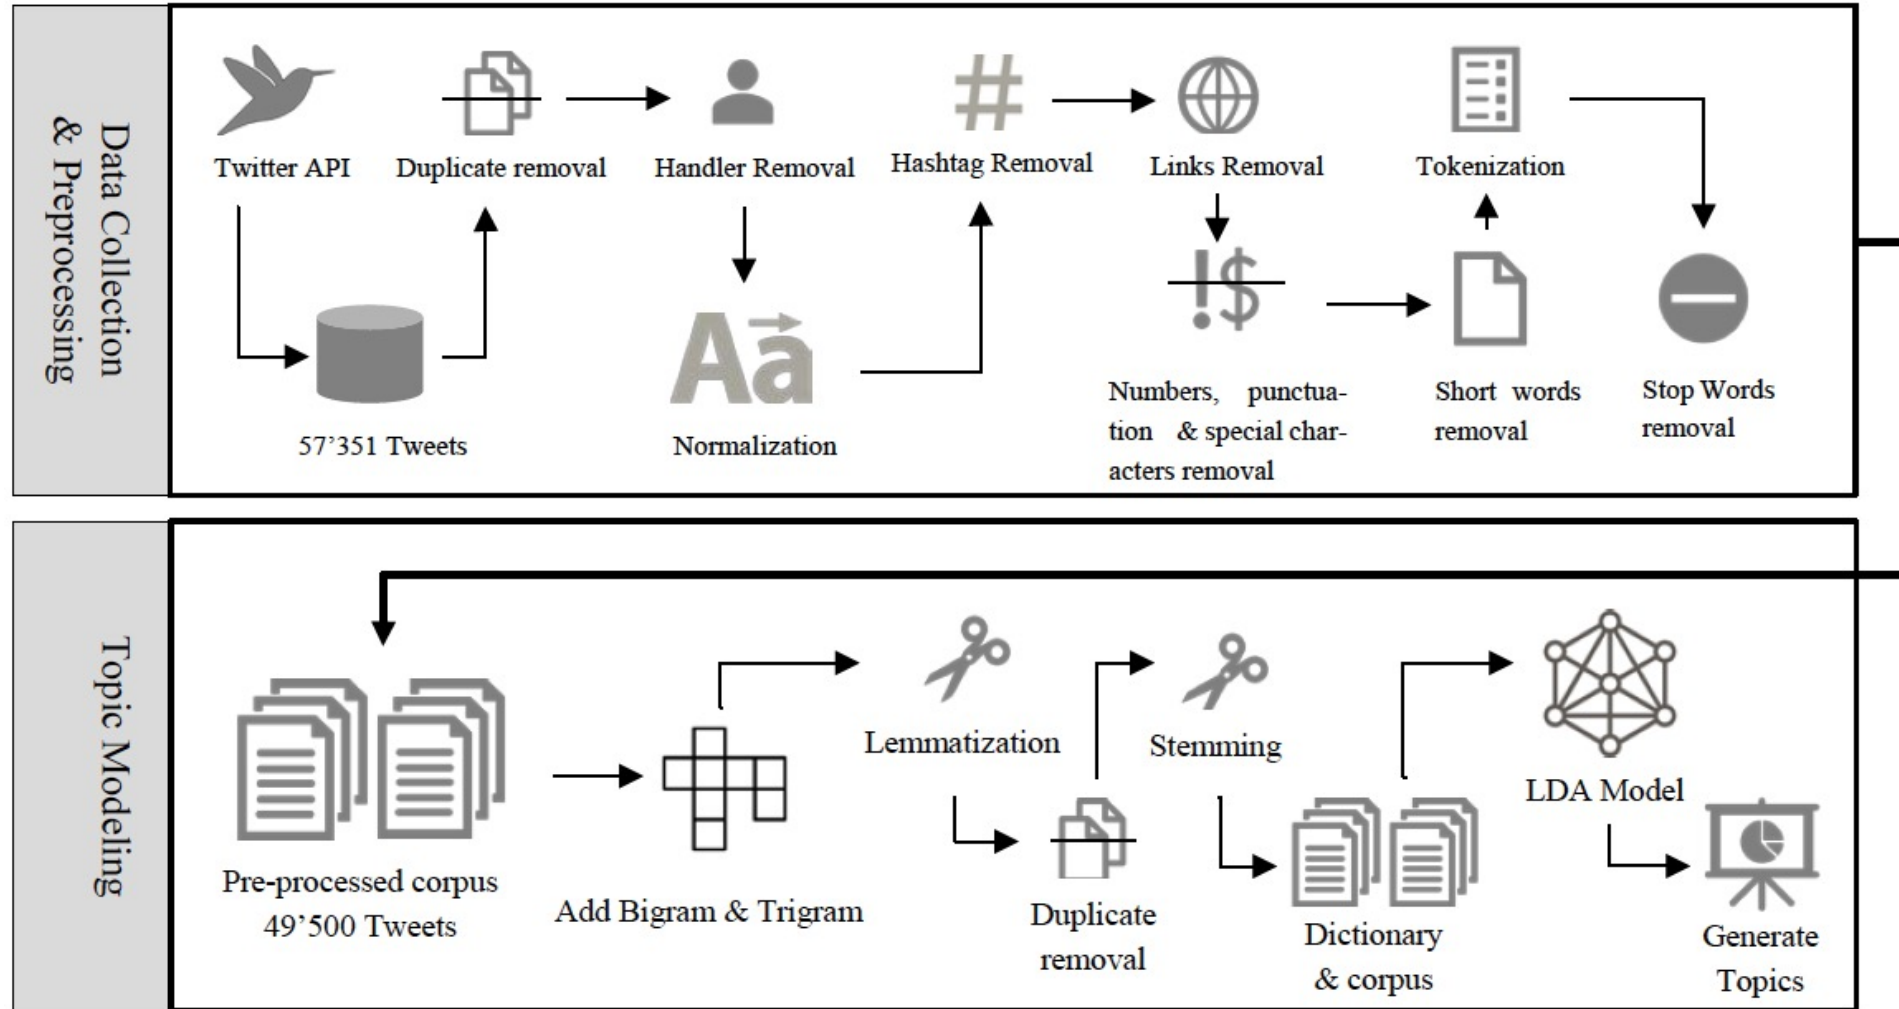 Data Collection
& Preprocessing
Twitter API
Duplicate removal
Handler Removal
Hashtag Removal
Links Removal
Tokenization
57’351 Tweets
Normalization
Numbers, punctua-
tion & special char-
acters removal
Short words
removal
Stop Words
removal
Topic Modeling
Pre-processed corpus
49’500 Tweets
Add Bigram & Trigram
Lemmatization
Duplicate
removal
Stemming
Dictionary
& corpus
LDA Model
Generate
Topics